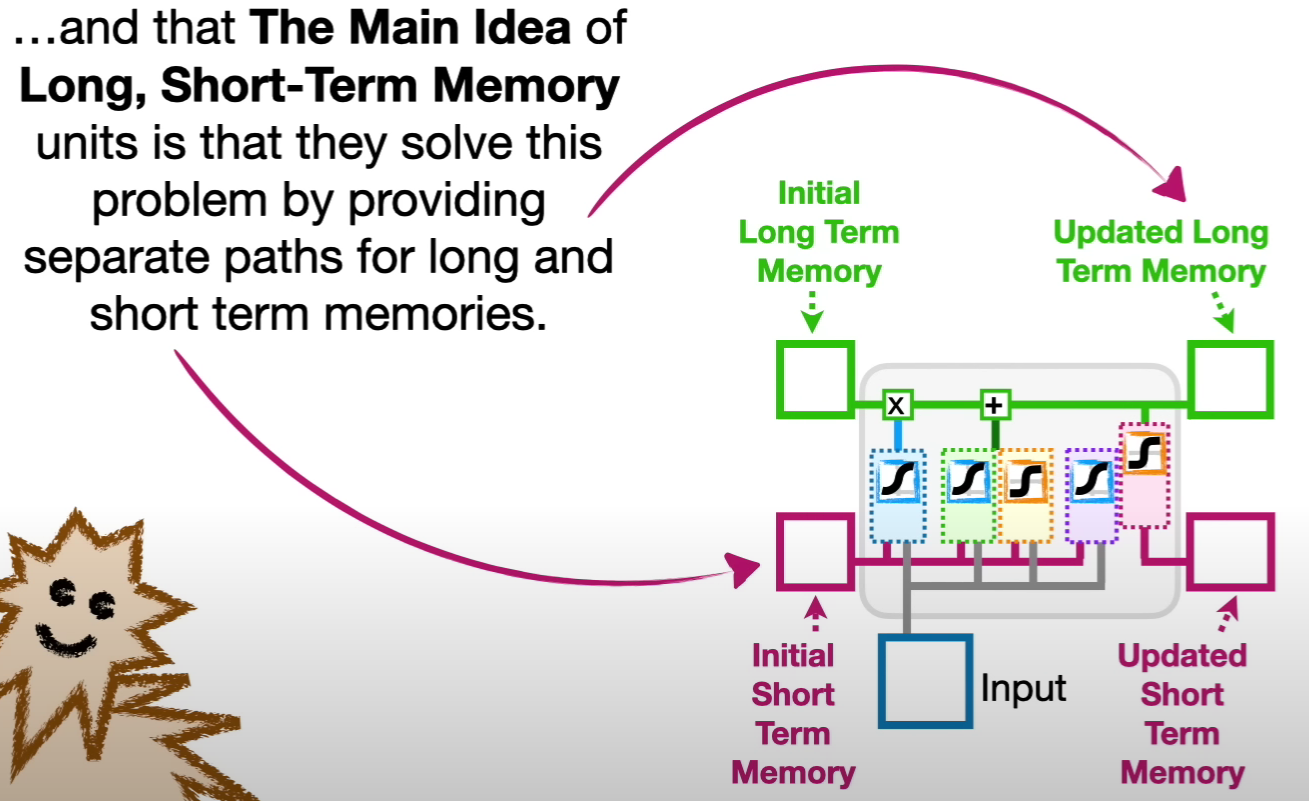 …and that The Main Idea of
Long, Short-Term Memory
units is that they solve this
problem by providing
separate paths for long and
short term memories.
Initial
Long Term
Memory
Updated Long
Term Memory
x
+
Initial
Short
Term
Memory
Input
Updated
Short
Term
Memory